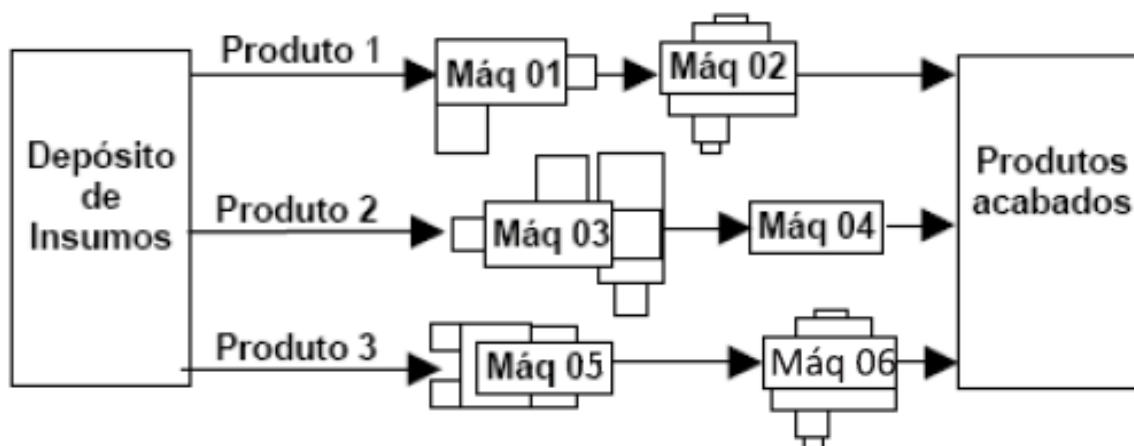 Depósito
de
Insumos
Produto 1
Máq 01
Máq 02
Produto 2
Máq 03
Máq 04
Produto 3
Máq 05
Máq 06
Produtos
acabados